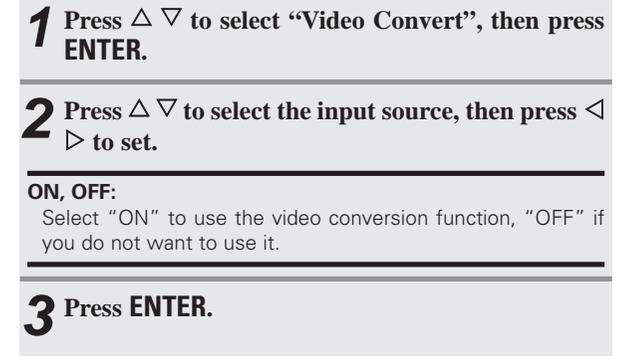 1 Press △ ▽ to select “Video Convert”, then press
ENTER.
2 Press △ ▽ to select the input source, then press ◁
▷ to set.
ON, OFF:
Select “ON” to use the video conversion function, “OFF” if
you do not want to use it.
3 Press ENTER.